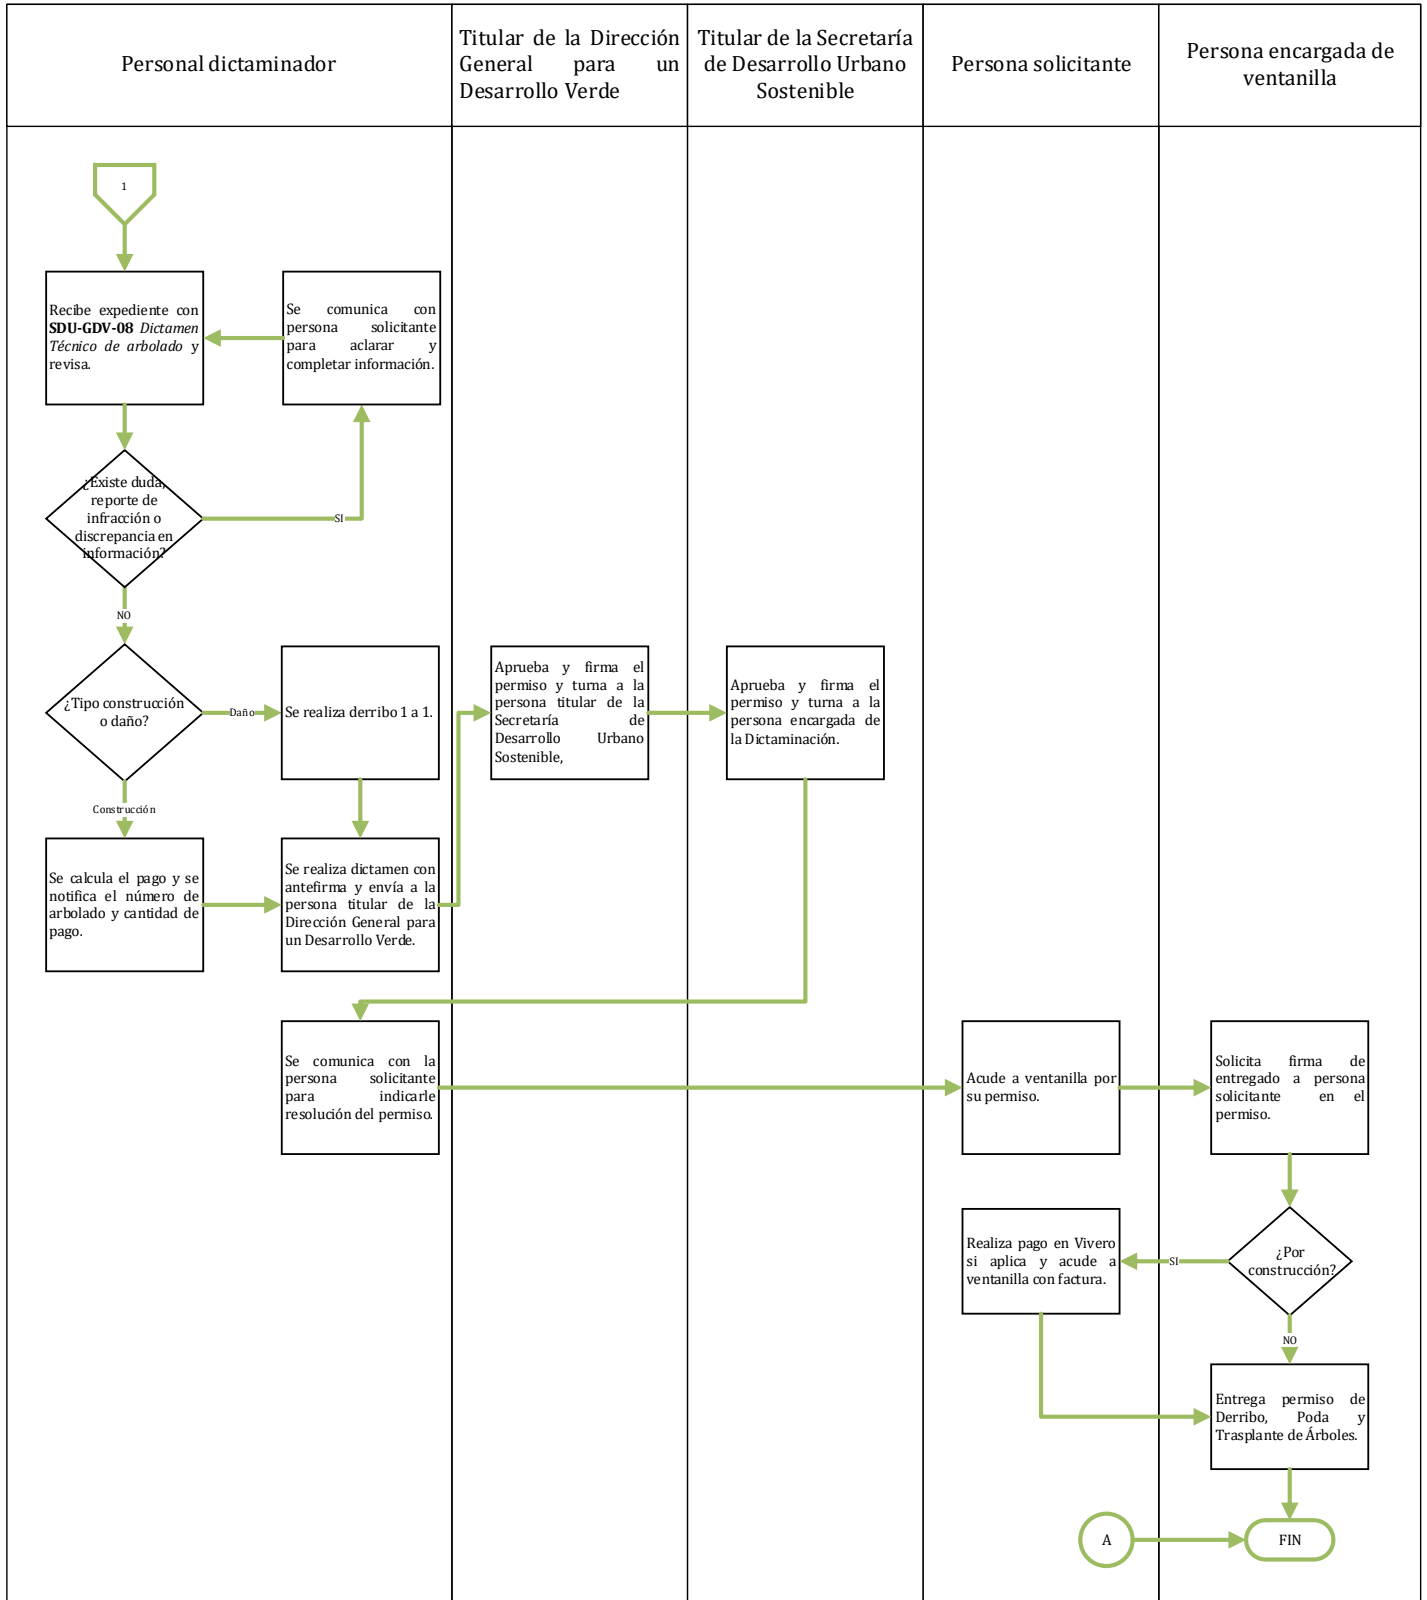 Personal dictaminador
Titular de la Dirección
General para un
Desarrollo Verde
Titular de la Secretaría
de Desarrollo Urbano
Sostenible
Persona solicitante
Persona encargada de
ventanilla
1
Recibe expediente con
SDU-GDV-08 Dictamen
Técnico de arbolado y
revisa.
Se comunica con
persona solicitante
para aclarar y
completar información.
¿Existe duda,
reporte de
infracción o
discrepancia en
información?
SI
NO
¿Tipo construcción
o daño?
Daño
Se realiza derribo 1 a 1.
Aprueba y firma el
permiso y turna a la
persona titular de la
Secretaría de
Desarrollo Urbano
Sostenible,
Aprueba y firma el
permiso y turna a la
persona encargada de
la Dictaminación.
Construcción
Se calcula el pago y se
notifica el número de
arbolado y cantidad de
pago.
Se realiza dictamen con
antefirma y envía a la
persona titular de la
Dirección General para
un Desarrollo Verde.
Se comunica con la
persona solicitante
para indicarle
resolución del permiso.
Acude a ventanilla por
su permiso.
Solicita firma de
entregado a persona
solicitante en el
permiso.
Realiza pago en Vivero
si aplica y acude a
ventanilla con factura.
SI
¿Por
construcción?
NO
Entrega permiso de
Derribo, Poda y
Trasplante de Árboles.
A
FIN